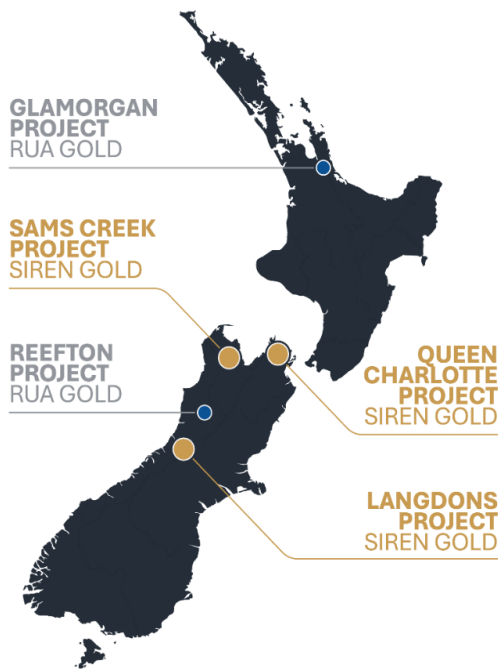 GLAMORGAN
PROJECT
RUA GOLD
SAMS CREEK
PROJECT
SIREN GOLD
REEFTON
PROJECT
RUA GOLD
QUEEN
CHARLOTTE
PROJECT
SIREN GOLD
LANGDONS
PROJECT
SIREN GOLD